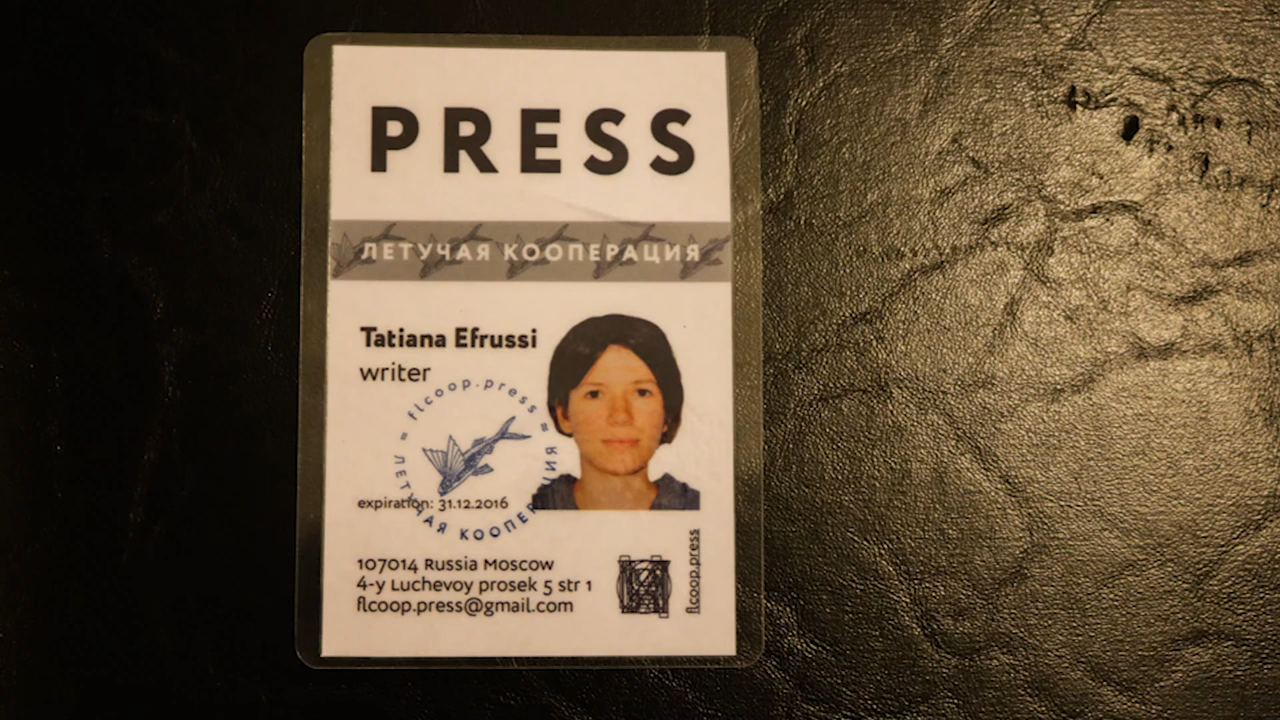 PRESS
ЛЕТУЧАЯ КООПЕРАЦИЯ
Tatiana Efrussi
writer
= flcoop.press =
ЛЕТУЧАЯ КООПЕРАЦИЯ
expiration: 31.12.2016
107014 Russia Moscow
4-y Luchevoy prosek 5 str 1
flcoop.press@gmail.com
flcoop.press